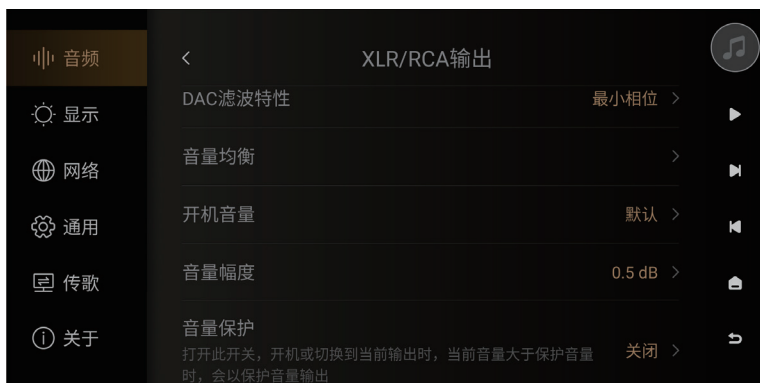 音频
显示
网络
通用
传歌
关于
XLR/RCA输出
DAC滤波特性
最小相位
音量均衡
开机音量
默认
音量幅度
0.5 dB
音量保护
打开此开关，开机或切换到当前输出时，当前音量大于保护音量
时，会以保护音量输出
关闭